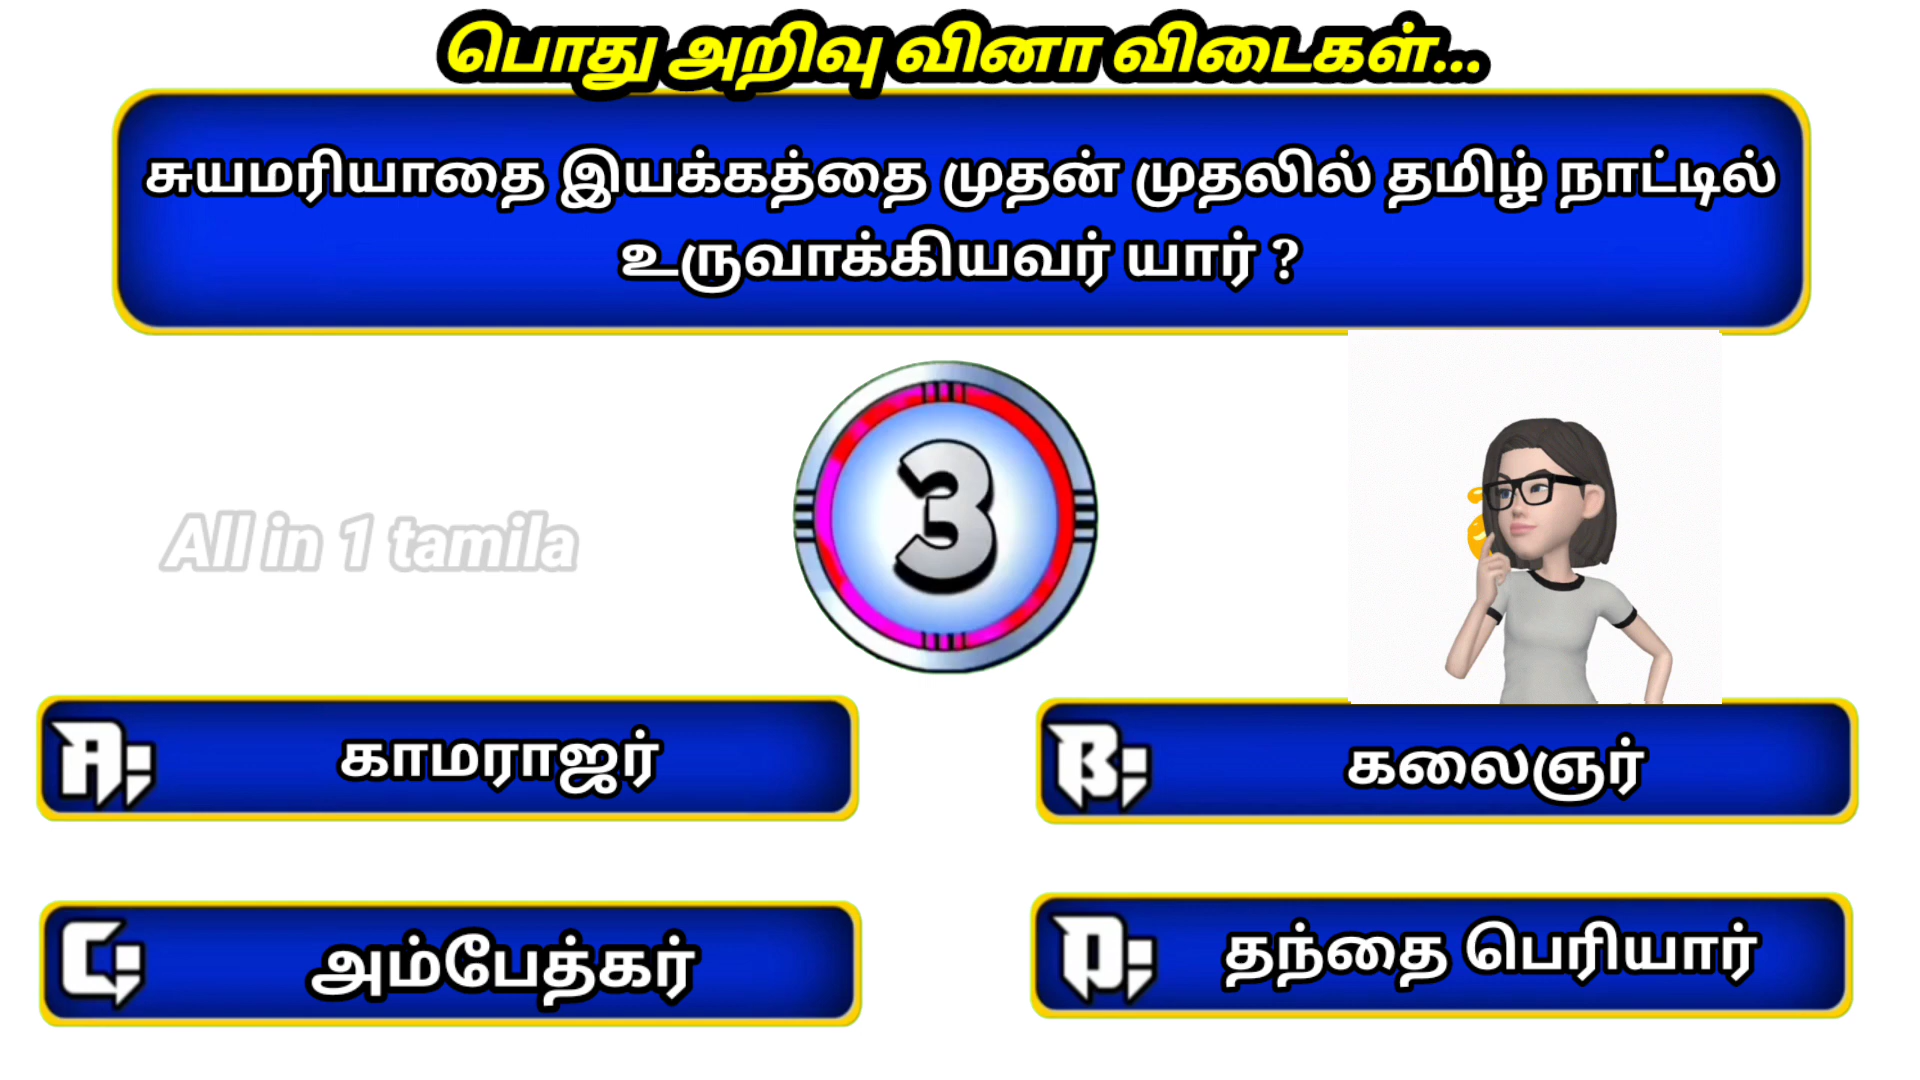 பொது அறிவு வினா விடைகள்...
சுயமரியாதை இயக்கத்தை முதன் முதலில் தமிழ் நாட்டில்
உருவாக்கியவர் யார் ?
3
All in 1 tamila
A: காமராஜர்
B: கலைஞர்
C: அம்பேத்கர்
D: தந்தை பெரியார்